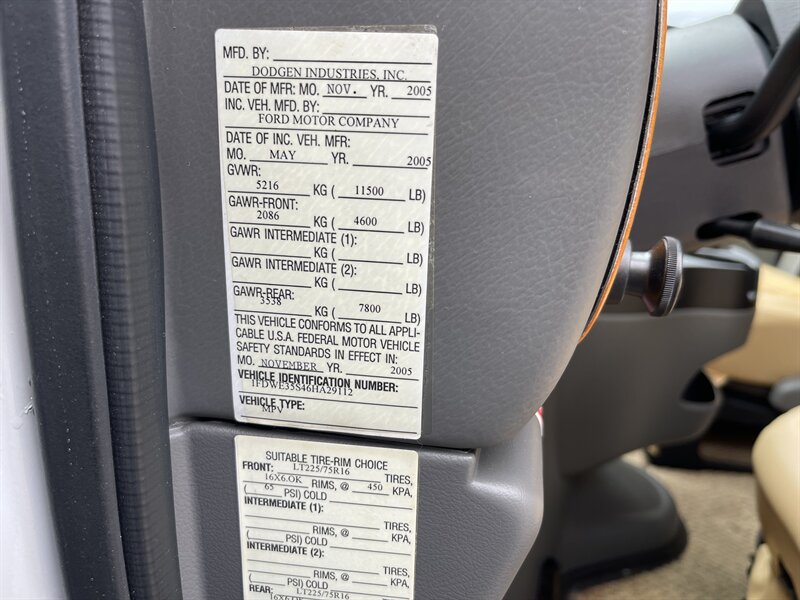 MFD. BY:
DODGEN INDUSTRIES, INC.
DATE OF MFR: MO. NOV. YR. 2005
INC. VEH. MFD. BY:
FORD MOTOR COMPANY
DATE OF INC. VEH. MFR:
MO. MAY YR. 2005
GVWR:
5216 KG ( 11500 LB)
GAWR-FRONT:
2086 KG ( 4600 LB)
GAWR INTERMEDIATE (1):
KG ( LB)
GAWR INTERMEDIATE (2):
KG ( LB)
GAWR-REAR:
3538 KG ( 7800 LB)
THIS VEHICLE CONFORMS TO ALL APPLI-
CABLE U.S.A. FEDERAL MOTOR VEHICLE
SAFETY STANDARDS IN EFFECT IN:
MO. NOVEMBER YR. 2005
VEHICLE IDENTIFICATION NUMBER:
1FDWE35S46HA29112
VEHICLE TYPE:
MPV
SUITABLE TIRE-RIM CHOICE
FRONT: LT225/75R16 TIRES,
16X6.0K RIMS, @ 450 KPA,
( 65 PSI) COLD
INTERMEDIATE (1):
TIRES,
RIMS, @ KPA,
( PSI) COLD
INTERMEDIATE (2):
TIRES,
RIMS, @ KPA,
( PSI) COLD
REAR: LT225/75R16 TIRES,